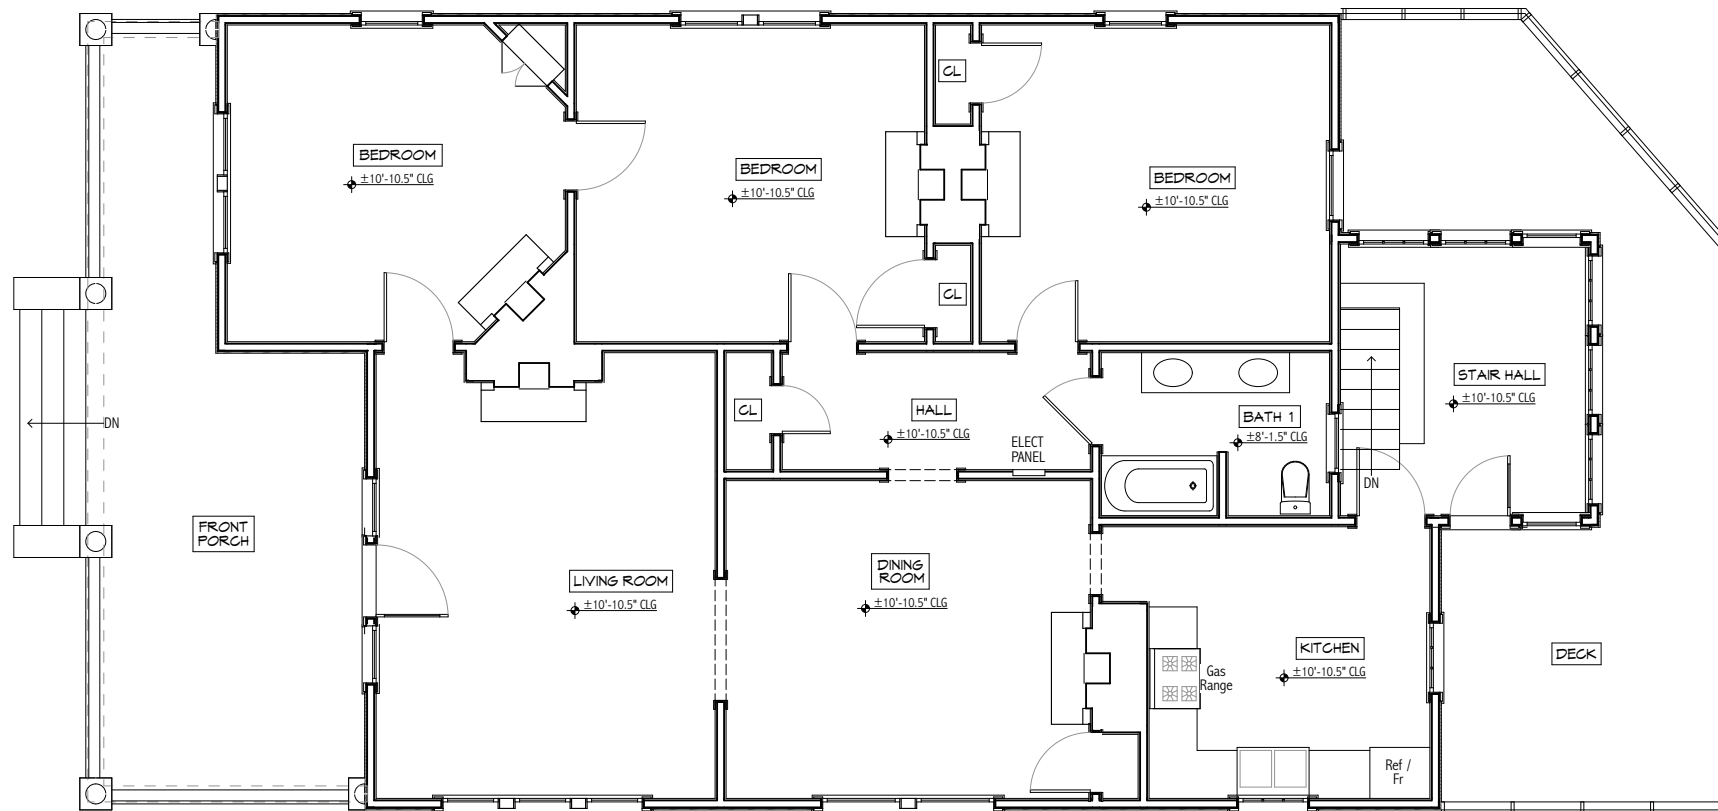 CL
BEDROOM
±10'-10.5" CLG
BEDROOM
±10'-10.5" CLG
BEDROOM
±10'-10.5" CLG
CL
STAIR HALL
±10'-10.5" CLG
CL
HALL
±10'-10.5" CLG
BATH 1
±8'-1.5" CLG
DN
ELECT
PANEL
DN
FRONT
PORCH
LIVING ROOM
±10'-10.5" CLG
DINING
ROOM
±10'-10.5" CLG
KITCHEN
±10'-10.5" CLG
DECK
Gas
Range
Ref /
Fr